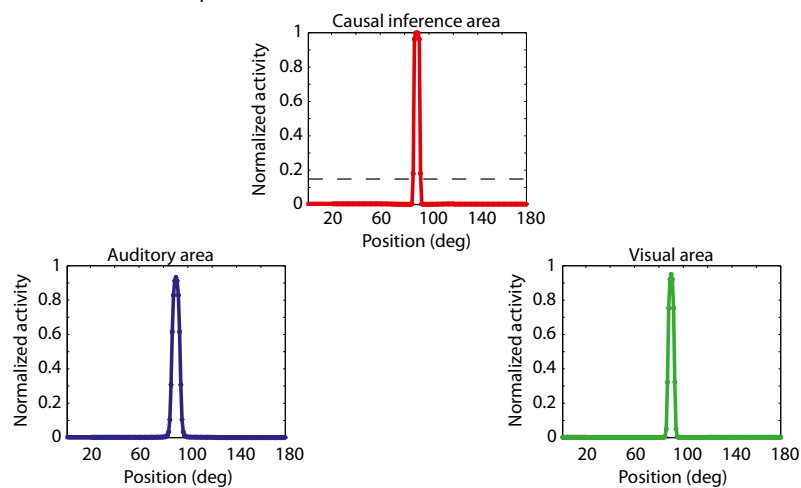 Causal inference area
Normalized activity
1
0.8
0.6
0.4
0.2
0
20 60 100 140 180
Position (deg)
Auditory area
Normalized activity
1
0.8
0.6
0.4
0.2
0
20 60 100 140 180
Position (deg)
Visual area
Normalized activity
1
0.8
0.6
0.4
0.2
0
20 60 100 140 180
Position (deg)